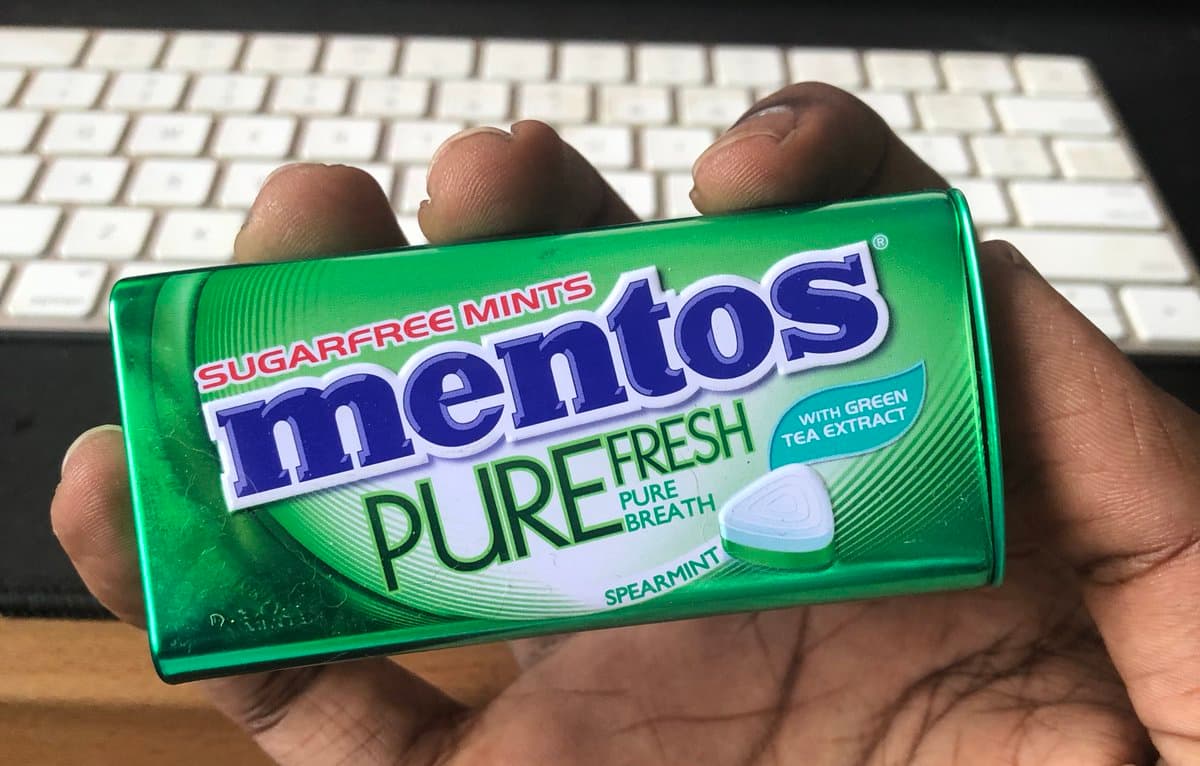 SUGARFREE MINTS
mentos®
PURE FRESH
PURE
BREATH
WITH GREEN
TEA EXTRACT
SPEARMINT